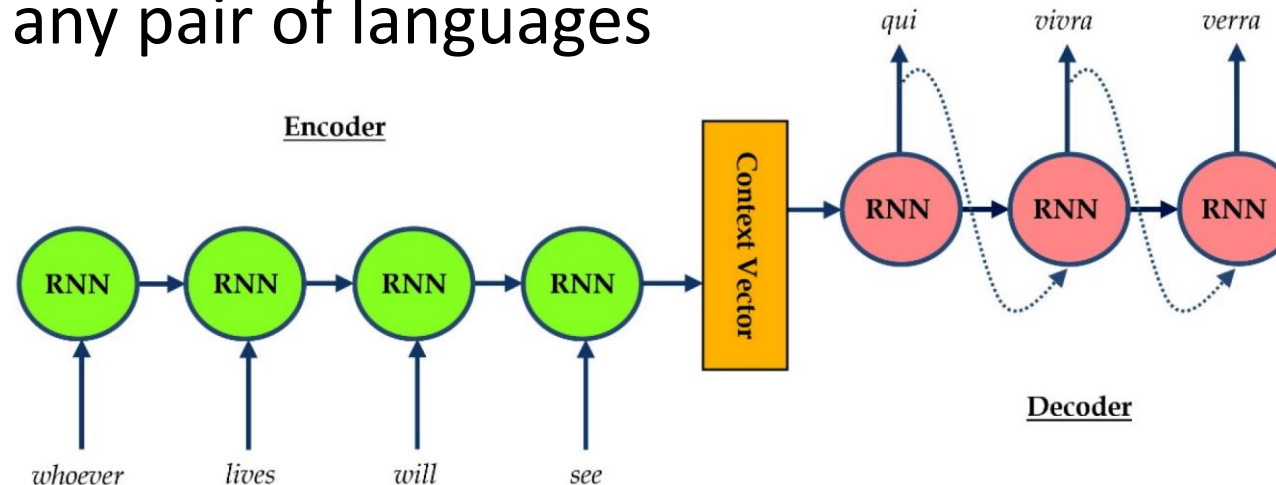 any pair of languages
qui vivra verra
Encoder
Context Vector
RNN RNN RNN
RNN RNN RNN RNN
Decoder
whoever lives will see